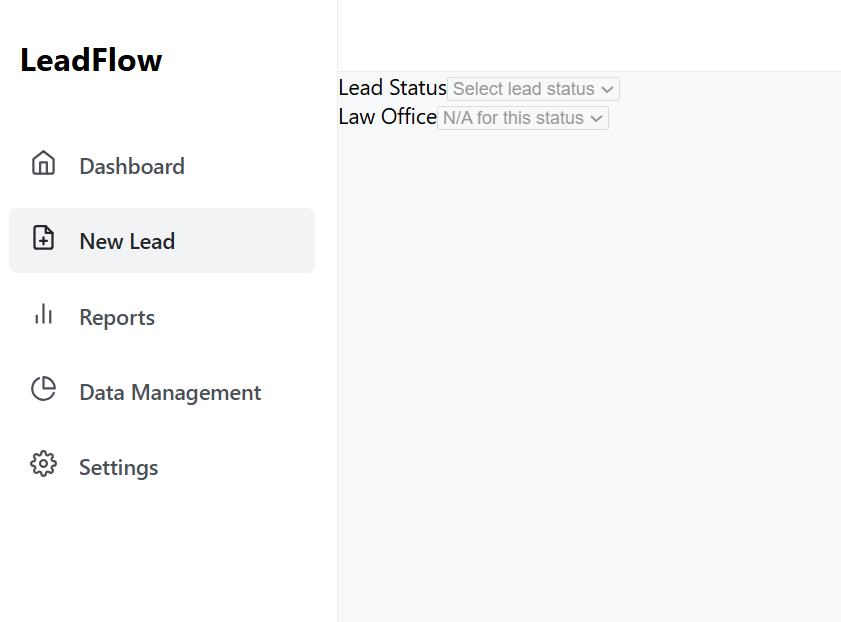 LeadFlow
Dashboard
New Lead
Reports
Data Management
Settings
Lead Status Select lead status
Law Office N/A for this status